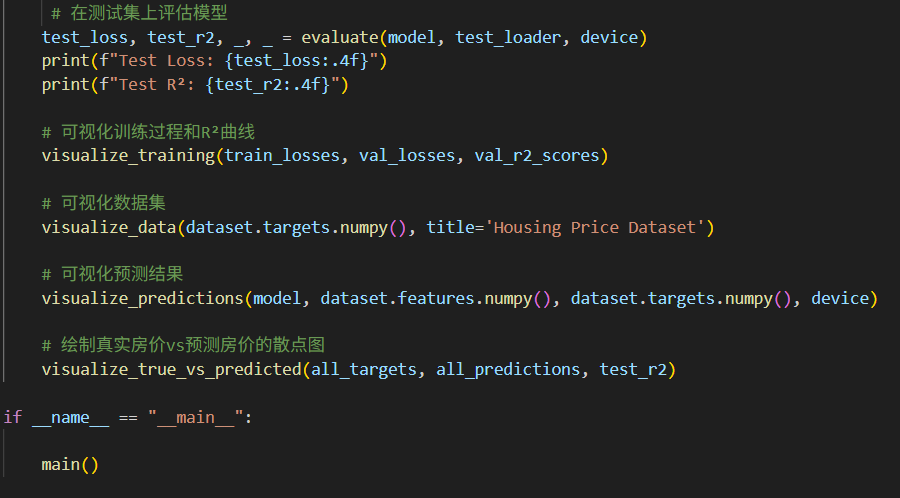 # 在测试集上评估模型
test_loss, test_r2, _, _ = evaluate(model, test_loader, device)
print(f"Test Loss: {test_loss:.4f}")
print(f"Test R²: {test_r2:.4f}")
# 可视化训练过程和R²曲线
visualize_training(train_losses, val_losses, val_r2_scores)
# 可视化数据集
visualize_data(dataset.targets.numpy(), title='Housing Price Dataset')
# 可视化预测结果
visualize_predictions(model, dataset.features.numpy(), dataset.targets.numpy(), device)
# 绘制真实房价vs预测房价的散点图
visualize_true_vs_predicted(all_targets, all_predictions, test_r2)
if __name__ == "__main__":
main()